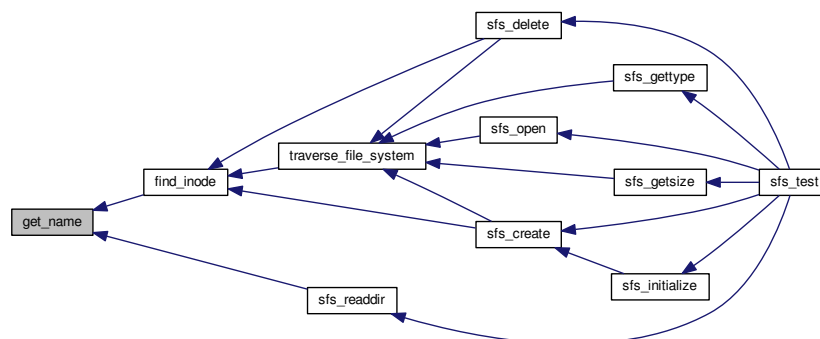 sfs_delete
sfs_gettype
sfs_open
traverse_file_system
find_inode
sfs_getsize
sfs_test
get_name
sfs_create
sfs_initialize
sfs_readdir